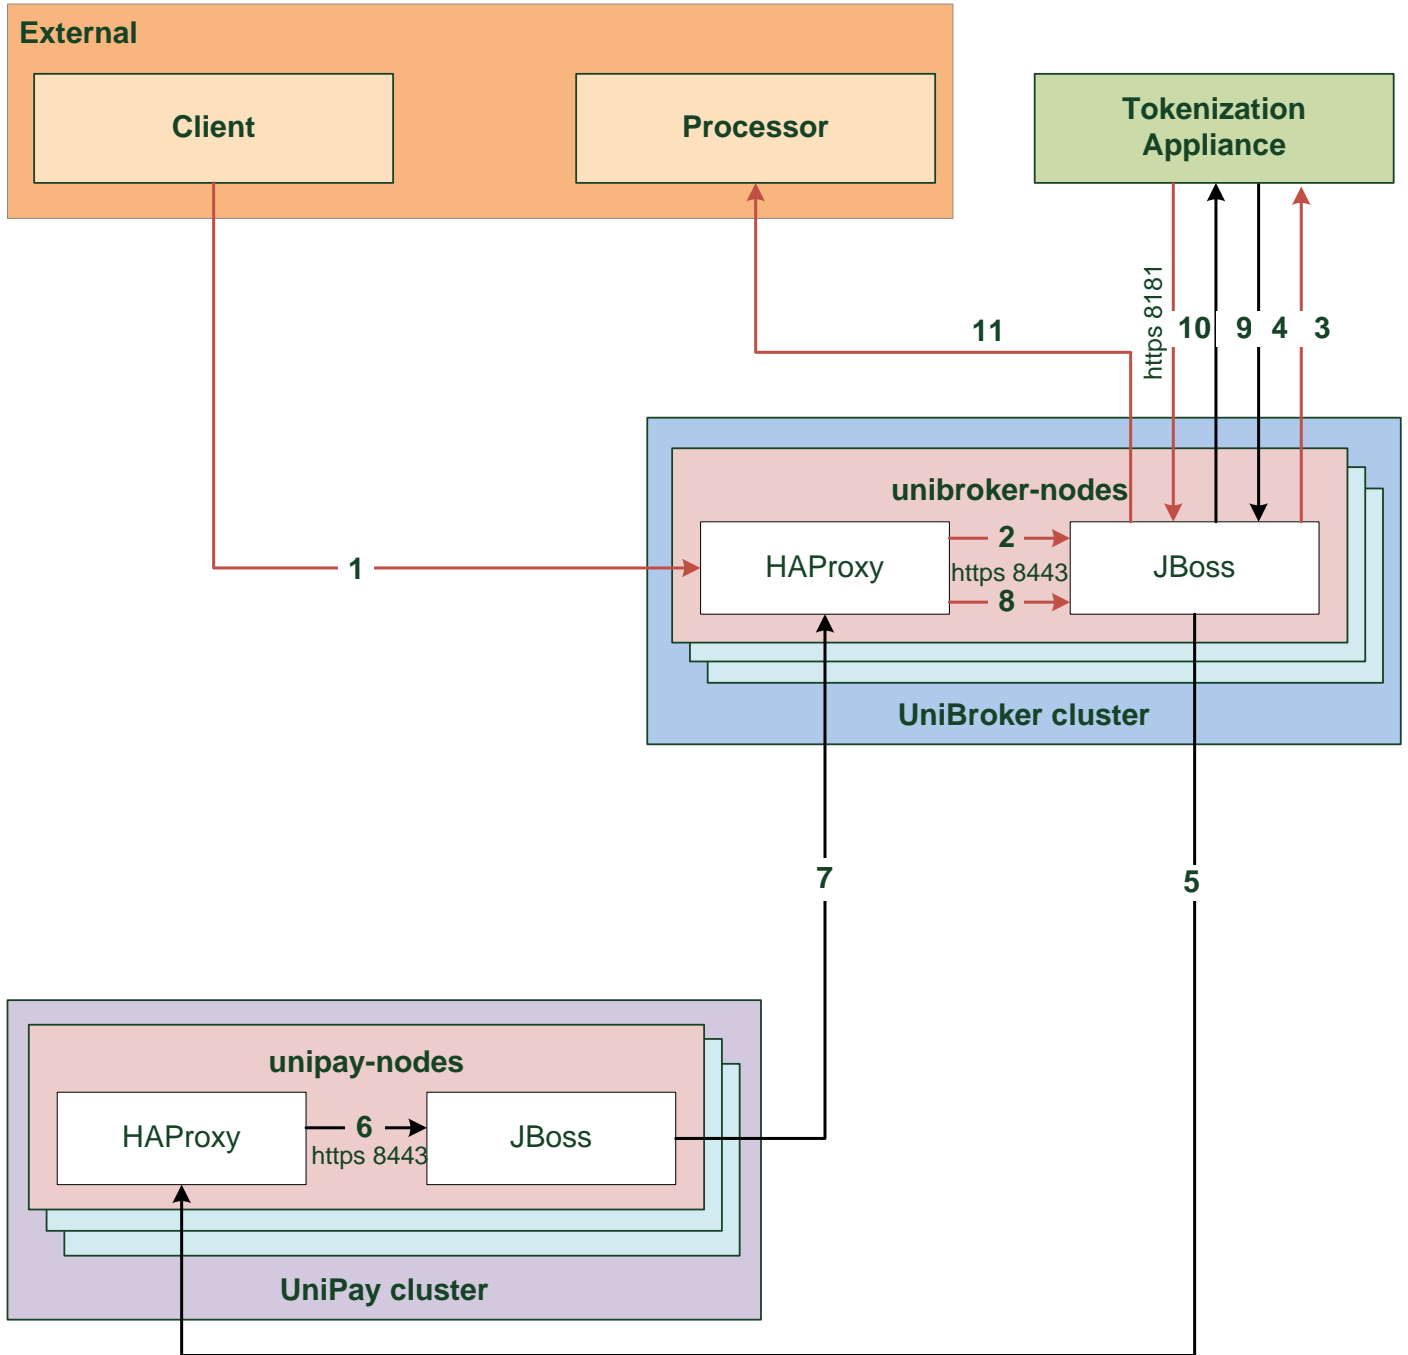 External
Client
Processor
Tokenization
Appliance
https 8181
11
10
9
4
3
unibroker-nodes
HAProxy
2
https 8443
8
JBoss
1
UniBroker cluster
7
5
unipay-nodes
HAProxy
6
https 8443
JBoss
UniPay cluster